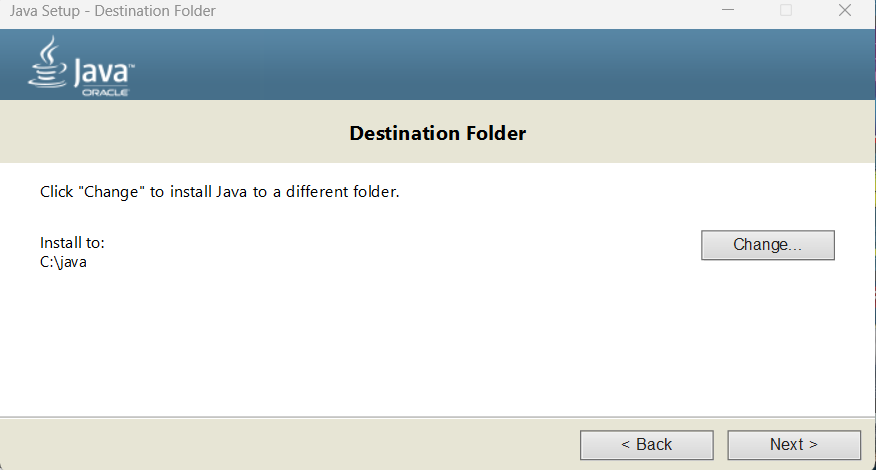 Java Setup - Destination Folder
Java™
ORACLE
Destination Folder
Click "Change" to install Java to a different folder.
Install to:
C:\java
Change...
< Back
Next >